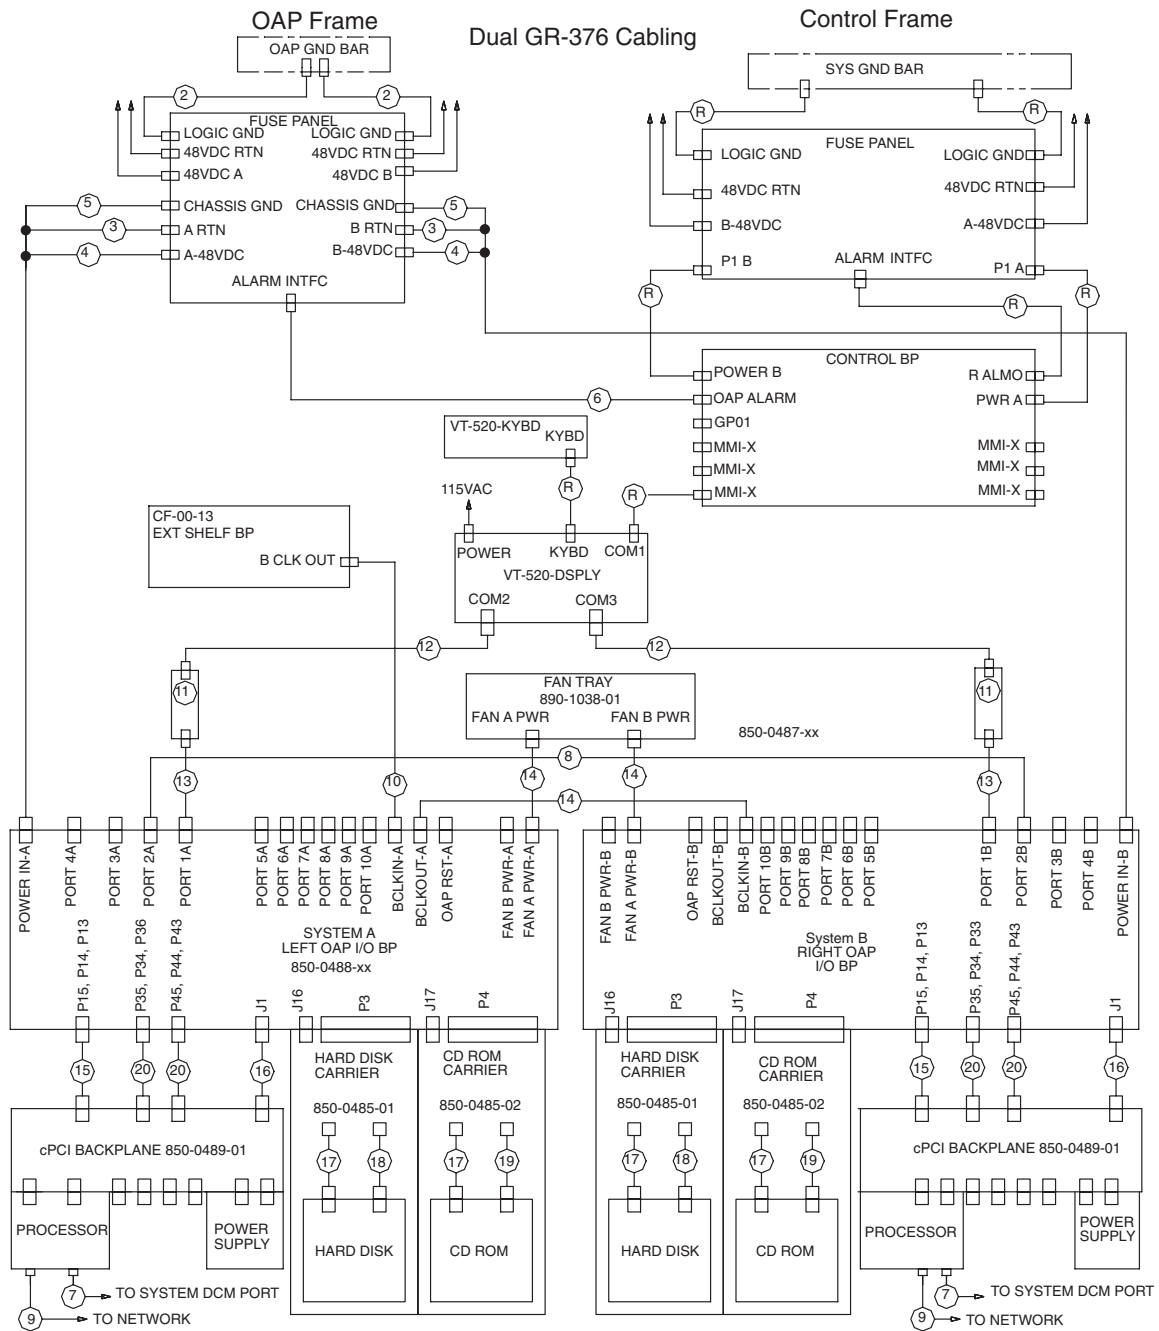 OAP Frame
Dual GR-376 Cabling
Control Frame
OAP GND BAR
SYS GND BAR
2
2
R
R
FUSE PANEL
LOGIC GND
LOGIC GND
48VDC RTN
48VDC RTN
48VDC A
48VDC B
CHASSIS GND
CHASSIS GND
A RTN
B RTN
A-48VDC
B-48VDC
ALARM INTFC
5
3
4
5
3
4
FUSE PANEL
LOGIC GND
LOGIC GND
48VDC RTN
48VDC RTN
B-48VDC
A-48VDC
ALARM INTFC
P1 B
P1 A
R
R
R
CONTROL BP
POWER B
R ALMO
OAP ALARM
PWR A
GP01
MMI-X
MMI-X
MMI-X
MMI-X
MMI-X
MMI-X
6
VT-520-KYBD
KYBD
R
R
115VAC
CF-00-13
EXT SHELF BP
B CLK OUT
POWER
KYBD
COM1
VT-520-DSPLY
COM2
COM3
12
12
11
11
FAN TRAY
890-1038-01
FAN A PWR
FAN B PWR
850-0487-xx
8
13
10
14
14
13
14
POWER IN-A
PORT 4A
PORT 3A
PORT 2A
PORT 1A
PORT 5A
PORT 6A
PORT 7A
PORT 8A
PORT 9A
PORT 10A
BCLKIN-A
BCLKOUT-A
OAP RST-A
FAN B PWR-A
FAN A PWR-A
FAN B PWR-B
FAN A PWR-B
OAP RST-B
BCLKOUT-B
BCLKIN-B
PORT 10B
PORT 9B
PORT 8B
PORT 7B
PORT 6B
PORT 5B
PORT 1B
PORT 2B
PORT 3B
PORT 4B
POWER IN-B
SYSTEM A
LEFT OAP I/O BP
850-0488-xx
System B
RIGHT OAP
I/O BP
P15, P14, P13
P35, P34, P36
P45, P44, P43
J1
J16
P3
J17
P4
J16
P3
J17
P4
P15, P14, P13
P35, P34, P33
P45, P44, P43
J1
15
20
20
16
HARD DISK
CARRIER
850-0485-01
CD ROM
CARRIER
850-0485-02
HARD DISK
CARRIER
850-0485-01
CD ROM
CARRIER
850-0485-02
15
20
20
16
cPCI BACKPLANE 850-0489-01
17
18
17
19
17
18
17
19
cPCI BACKPLANE 850-0489-01
PROCESSOR
POWER
SUPPLY
HARD DISK
CD ROM
HARD DISK
CD ROM
PROCESSOR
POWER
SUPPLY
7
TO SYSTEM DCM PORT
9
TO NETWORK
7
TO SYSTEM DCM PORT
9
TO NETWORK